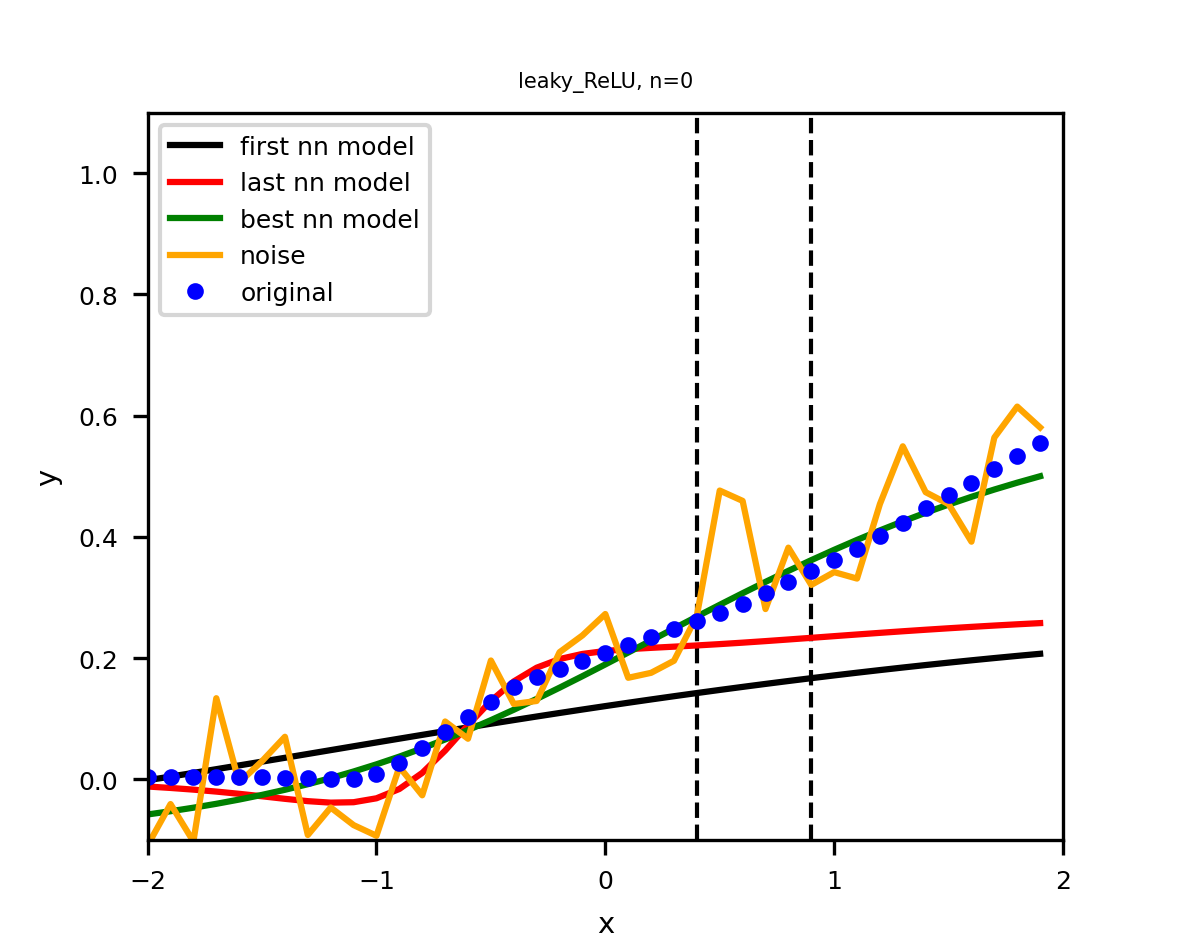 leaky_ReLU, n=0
first nn model
last nn model
best nn model
noise
original
1.0
0.8
0.6
0.4
0.2
0.0
y
−2
−1
0
1
2
x